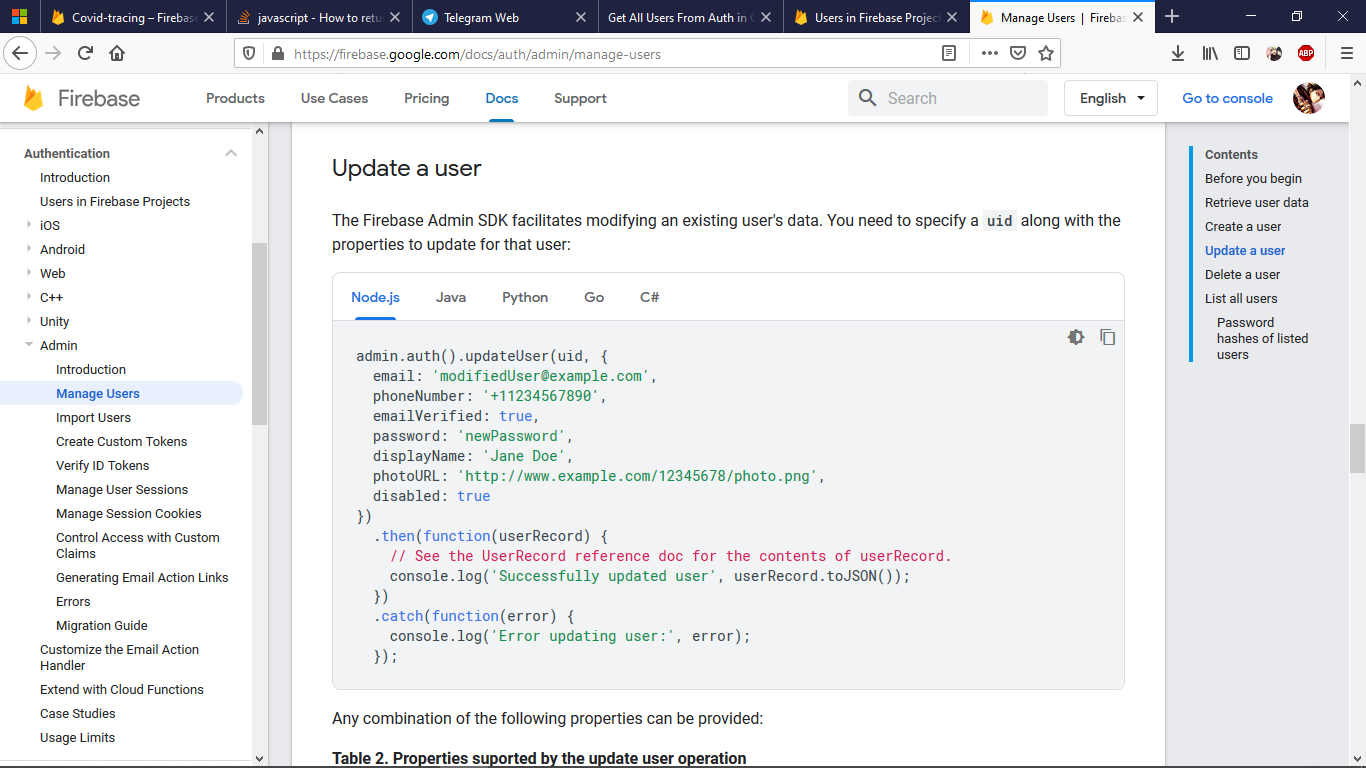 Covid-tracing – Firebase
javascript - How to retu
Telegram Web
Get All Users From Auth in
Users in Firebase Project
Manage Users | Firebas
https://firebase.google.com/docs/auth/admin/manage-users
ABP
Firebase
Products
Use Cases
Pricing
Docs
Support
Search
English
Go to console
Authentication
Introduction
Users in Firebase Projects
iOS
Android
Web
C++
Unity
Admin
Introduction
Manage Users
Import Users
Create Custom Tokens
Verify ID Tokens
Manage User Sessions
Manage Session Cookies
Control Access with Custom
Claims
Generating Email Action Links
Errors
Migration Guide
Customize the Email Action
Handler
Extend with Cloud Functions
Case Studies
Usage Limits
Update a user
The Firebase Admin SDK facilitates modifying an existing user's data. You need to specify a uid along with the
properties to update for that user:
Node.js
Java
Python
Go
C#
admin.auth().updateUser(uid, {
email: 'modifiedUser@example.com',
phoneNumber: '+11234567890',
emailVerified: true,
password: 'newPassword',
displayName: 'Jane Doe',
photoURL: 'http://www.example.com/12345678/photo.png',
disabled: true
})
.then(function(userRecord) {
// See the UserRecord reference doc for the contents of userRecord.
console.log('Successfully updated user', userRecord.toJSON());
})
.catch(function(error) {
console.log('Error updating user:', error);
});
Any combination of the following properties can be provided:
Table 2. Properties suported by the update user operation
Contents
Before you begin
Retrieve user data
Create a user
Update a user
Delete a user
List all users
Password
hashes of listed
users